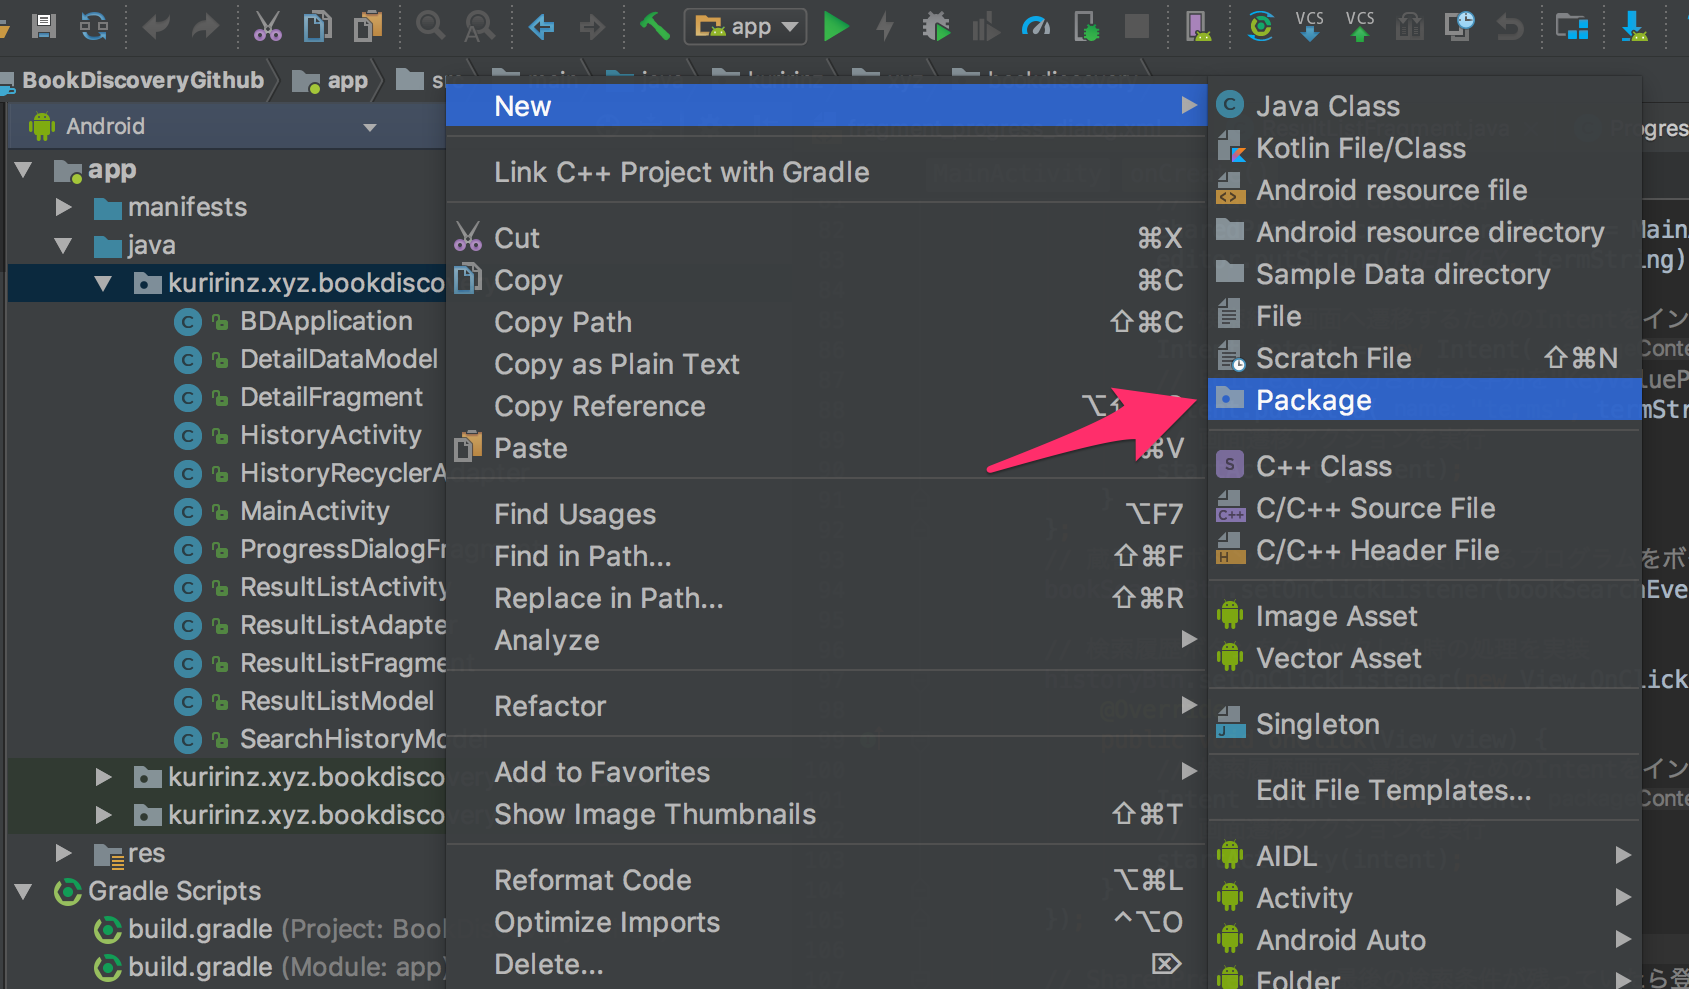 app
VCS
VCS
BookDiscoveryGithub
app
Android
app
manifests
java
kuririnz.xyz.bookdisco
BDApplication
DetailDataModel
DetailFragment
HistoryActivity
HistoryRecyclerA
MainActivity
ProgressDialogFr
ResultListActivity
ResultListAdapte
ResultListFragme
ResultListModel
SearchHistoryMo
kuririnz.xyz.bookdisco
kuririnz.xyz.bookdisco
res
Gradle Scripts
build.gradle (Project: Boo
build.gradle (Module: app)
New
Link C++ Project with Gradle
Cut ⌘X
Copy ⌘C
Copy Path ⇧⌘C
Copy as Plain Text
Copy Reference
Paste ⌘V
Find Usages ⌥F7
Find in Path... ⇧⌘F
Replace in Path... ⇧⌘R
Analyze
Refactor
Add to Favorites
Show Image Thumbnails ⇧⌘T
Reformat Code ⌥⌘L
Optimize Imports ^⌥O
Delete... ⌦
Java Class
Kotlin File/Class
Android resource file
Android resource directory
Sample Data directory
File
Scratch File ⇧⌘N
Package
C++ Class
C/C++ Source File
C/C++ Header File
Image Asset
Vector Asset
Singleton
Edit File Templates...
AIDL
Activity
Android Auto
Folder
Progres